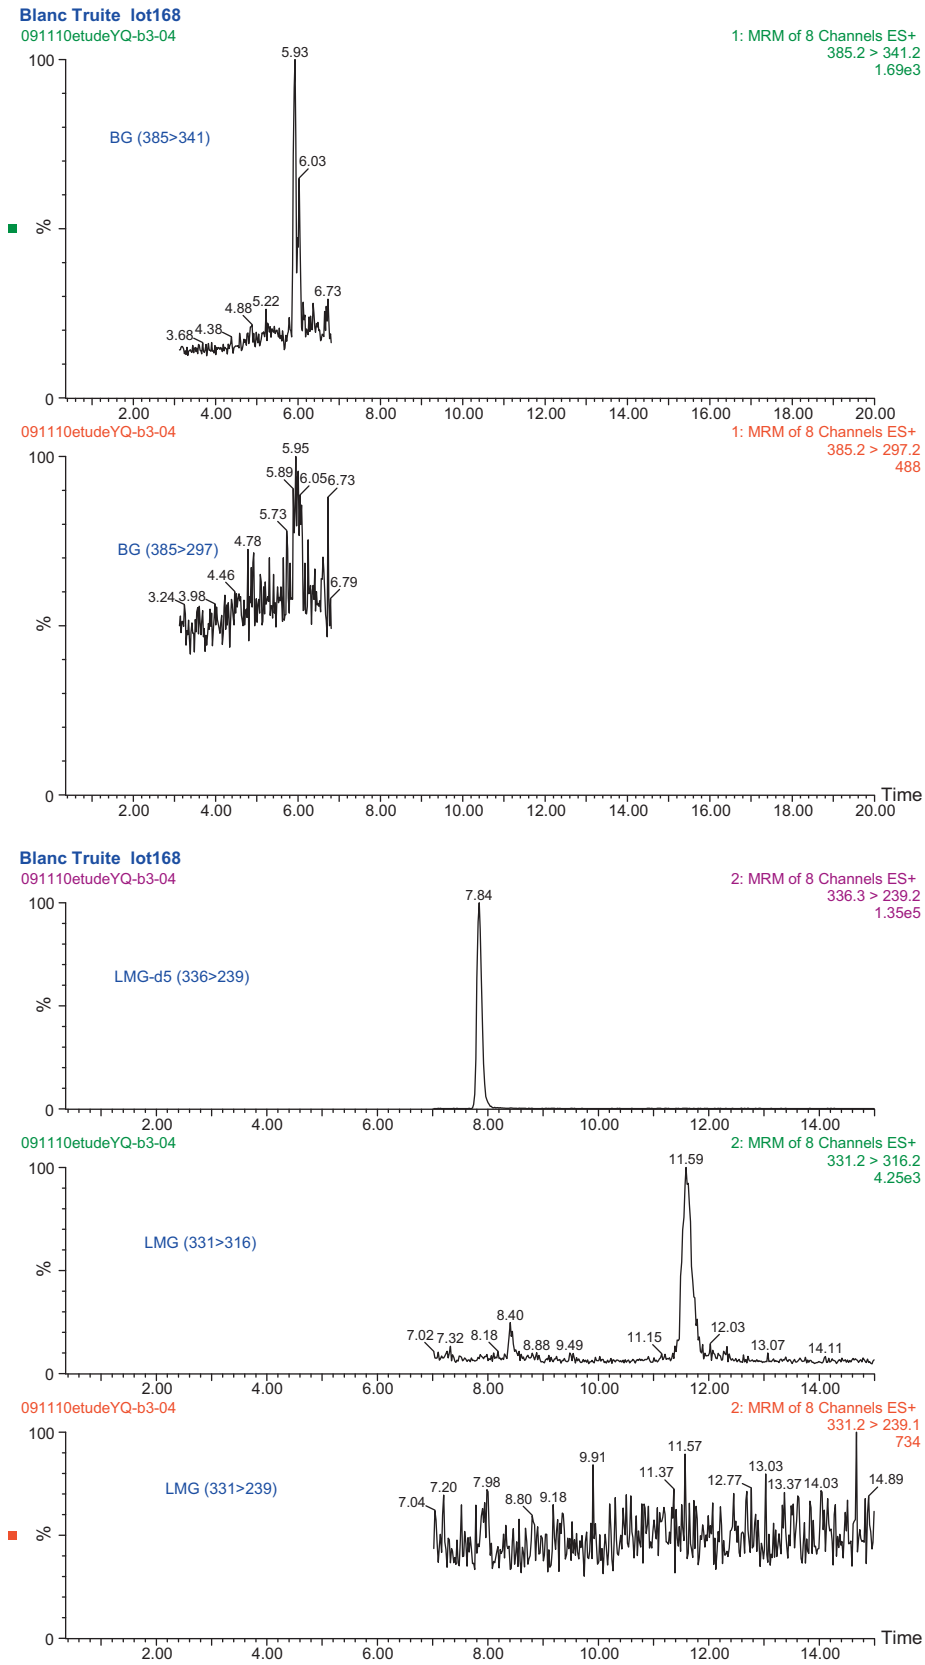 Blanc Truite lot168
091110etudeYQ-b3-04
1: MRM of 8 Channels ES+
385.2 > 341.2
1.69e3
100
5.93
BG (385>341)
6.03
%
6.73
5.22
4.88
4.38
3.68
0
2.00 4.00 6.00 8.00 10.00 12.00 14.00 16.00 18.00 20.00
091110etudeYQ-b3-04
1: MRM of 8 Channels ES+
385.2 > 297.2
488
100
5.95
5.89
6.05
6.73
5.73
4.78
BG (385>297)
4.46
6.79
3.24
3.98
%
0
Time
2.00 4.00 6.00 8.00 10.00 12.00 14.00 16.00 18.00 20.00
Blanc Truite lot168
091110etudeYQ-b3-04
2: MRM of 8 Channels ES+
336.3 > 239.2
1.35e5
100
7.84
LMG-d5 (336>239)
%
0
2.00 4.00 6.00 8.00 10.00 12.00 14.00
091110etudeYQ-b3-04
2: MRM of 8 Channels ES+
331.2 > 316.2
4.25e3
100
11.59
LMG (331>316)
%
8.40
7.02 7.32 8.18 8.88 9.49 11.15 12.03 13.07 14.11
0
2.00 4.00 6.00 8.00 10.00 12.00 14.00
091110etudeYQ-b3-04
2: MRM of 8 Channels ES+
331.2 > 239.1
734
100
LMG (331>239)
7.04 7.20 7.98 8.80 9.18 9.91 11.37 11.57 12.77 13.03 13.37 14.03 14.89
%
0
Time
2.00 4.00 6.00 8.00 10.00 12.00 14.00